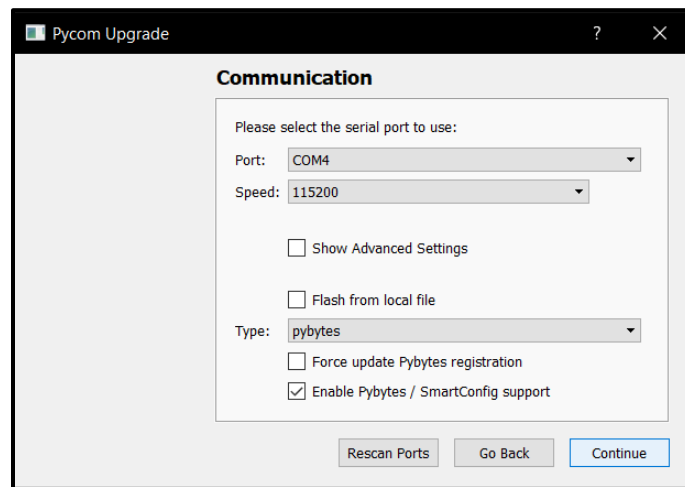 Pycom Upgrade ?
Communication
Please select the serial port to use:
Port: COM4
Speed: 115200
Show Advanced Settings
Flash from local file
Type: pybytes
Force update Pybytes registration
Enable Pybytes / SmartConfig support
Rescan Ports Go Back Continue